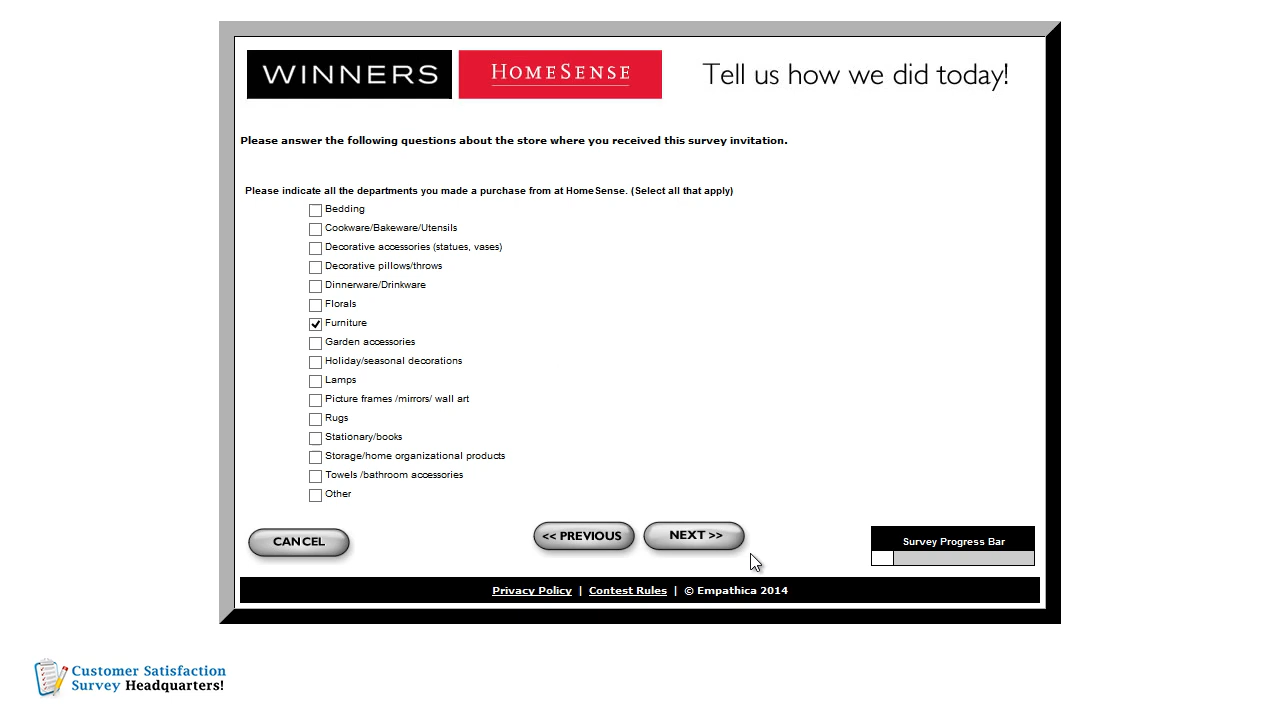 WINNERS HOMESENSE Tell us how we did today!
Please answer the following questions about the store where you received this survey invitation.
Please indicate all the departments you made a purchase from at HomeSense. (Select all that apply)
Bedding
Cookware/Bakeware/Utensils
Decorative accessories (statues, vases)
Decorative pillows/throws
Dinnerware/Drinkware
Florals
Furniture
Garden accessories
Holiday/seasonal decorations
Lamps
Picture frames /mirrors/ wall art
Rugs
Stationary/books
Storage/home organizational products
Towels /bathroom accessories
Other
CANCEL << PREVIOUS NEXT >> Survey Progress Bar
Privacy Policy | Contest Rules | © Empathica 2014
Customer Satisfaction
Survey Headquarters!